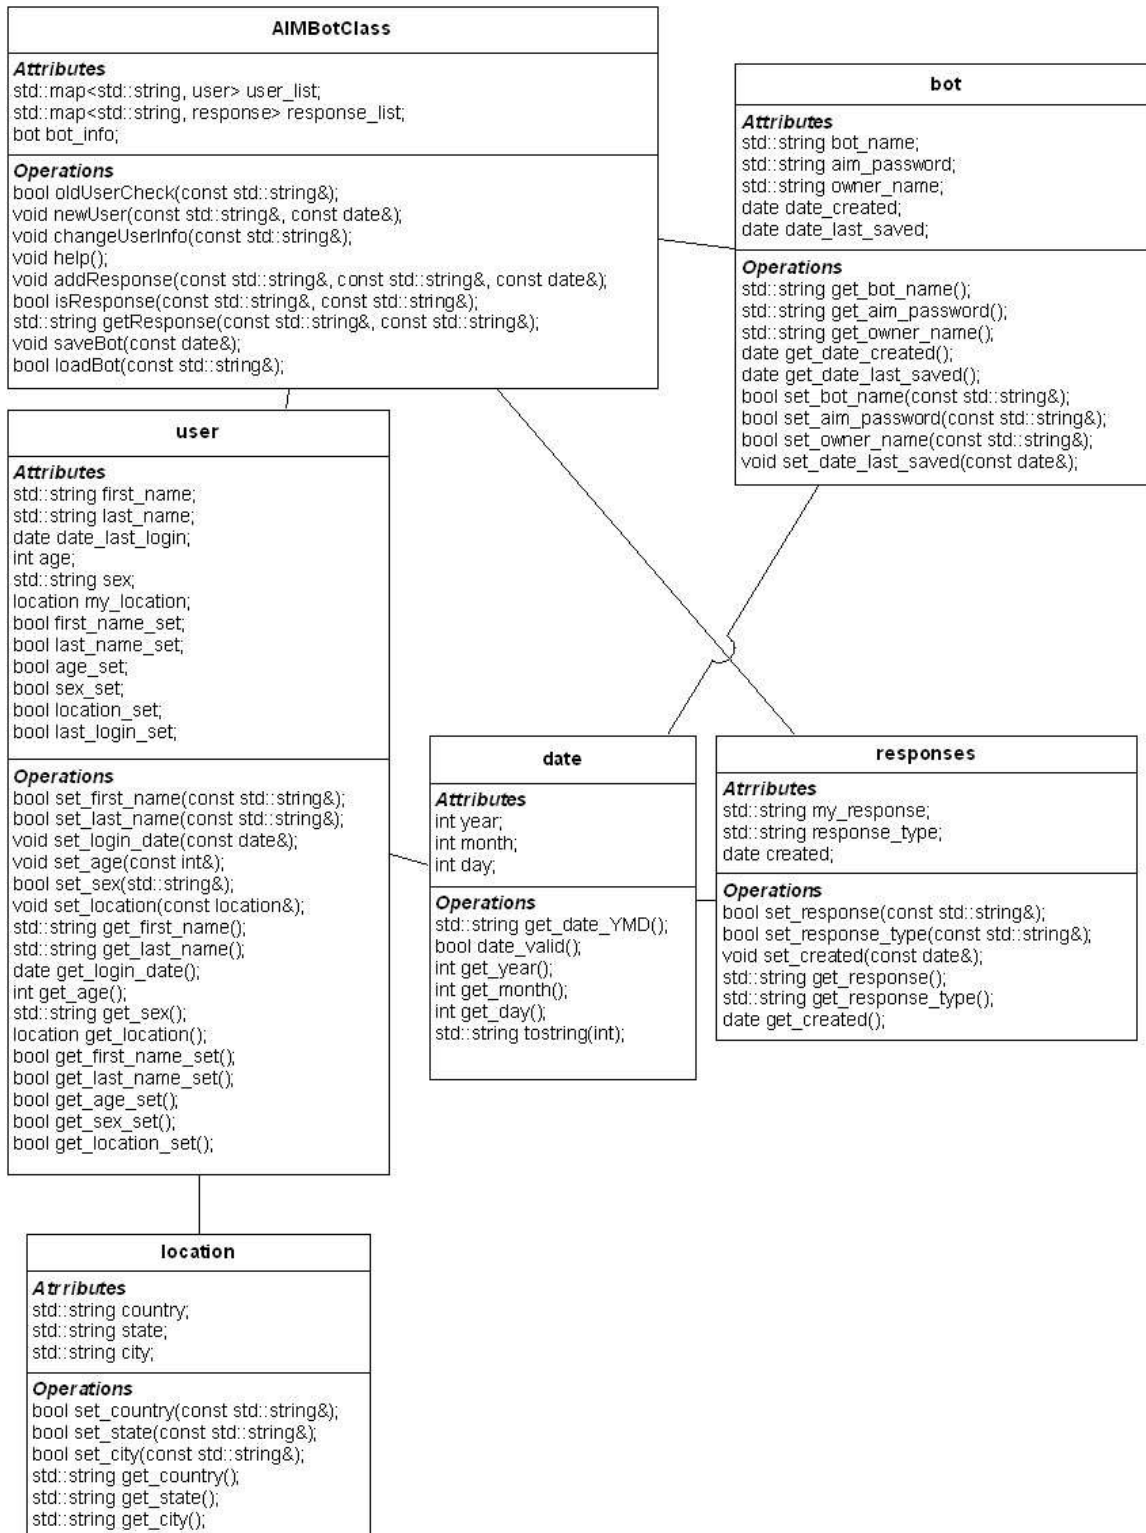 AIMBotClass
Attributes
std::map<std::string, user> user_list;
std::map<std::string, response> response_list;
bot bot_info;
Operations
bool oldUserCheck(const std::string&);
void newUser(const std::string&, const date&);
void changeUserInfo(const std::string&);
void help();
void addResponse(const std::string&, const std::string&, const date&);
bool isResponse(const std::string&, const std::string&);
std::string getResponse(const std::string&, const std::string&);
void saveBot(const date&);
bool loadBot(const std::string&);
bot
Attributes
std::string bot_name;
std::string aim_password;
std::string owner_name;
date date_created;
date date_last_saved;
Operations
std::string get_bot_name();
std::string get_aim_password();
std::string get_owner_name();
date get_date_created();
date get_date_last_saved();
bool set_bot_name(const std::string&);
bool set_aim_password(const std::string&);
bool set_owner_name(const std::string&);
void set_date_last_saved(const date&);
user
Attributes
std::string first_name;
std::string last_name;
date date_last_login;
int age;
std::string sex;
location my_location;
bool first_name_set;
bool last_name_set;
bool age_set;
bool sex_set;
bool location_set;
bool last_login_set;
Operations
bool set_first_name(const std::string&);
bool set_last_name(const std::string&);
void set_login_date(const date&);
void set_age(const int&);
bool set_sex(std::string&);
void set_location(const location&);
std::string get_first_name();
std::string get_last_name();
date get_login_date();
int get_age();
std::string get_sex();
location get_location();
bool get_first_name_set();
bool get_last_name_set();
bool get_age_set();
bool get_sex_set();
bool get_location_set();
date
Attributes
int year;
int month;
int day;
Operations
std::string get_date_YMD();
bool date_valid();
int get_year();
int get_month();
int get_day();
std::string tostring(int);
responses
Atrributes
std::string my_response;
std::string response_type;
date created;
Operations
bool set_response(const std::string&);
bool set_response_type(const std::string&);
void set_created(const date&);
std::string get_response();
std::string get_response_type();
date get_created();
location
Atrributes
std::string country;
std::string state;
std::string city;
Operations
bool set_country(const std::string&);
bool set_state(const std::string&);
bool set_city(const std::string&);
std::string get_country();
std::string get_state();
std::string get_city();